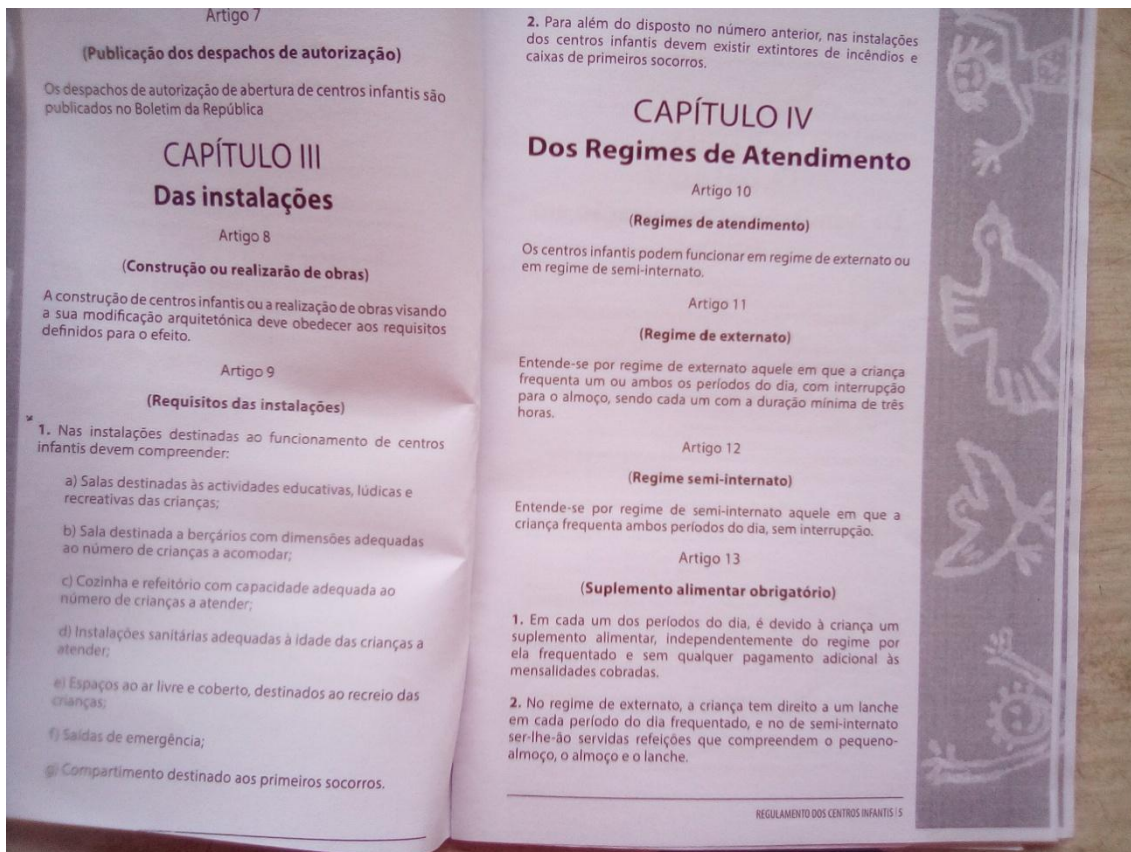 Artigo 7
(Publicação dos despachos de autorização)
Os despachos de autorização de abertura de centros infantis são
publicados no Boletim da República
CAPÍTULO III
Das instalações
Artigo 8
(Construção ou realizarão de obras)
A construção de centros infantis ou a realização de obras visando
a sua modificação arquitetónica deve obedecer aos requisitos
definidos para o efeito.
Artigo 9
(Requisitos das instalações)
1. Nas instalações destinadas ao funcionamento de centros
infantis devem compreender:
a) Salas destinadas às actividades educativas, lúdicas e
recreativas das crianças;
b) Sala destinada a berçários com dimensões adequadas
ao número de crianças a acomodar;
c) Cozinha e refeitório com capacidade adequada ao
número de crianças a atender;
d) Instalações sanitárias adequadas à idade das crianças a
atender;
e) Espaços ao ar livre e coberto, destinados ao recreio das
crianças;
f) Saídas de emergência;
g) Compartimento destinado aos primeiros socorros.
2. Para além do disposto no número anterior, nas instalações
dos centros infantis devem existir extintores de incêndios e
caixas de primeiros socorros.
CAPÍTULO IV
Dos Regimes de Atendimento
Artigo 10
(Regimes de atendimento)
Os centros infantis podem funcionar em regime de externato ou
em regime de semi-internato.
Artigo 11
(Regime de externato)
Entende-se por regime de externato aquele em que a criança
frequenta um ou ambos os períodos do dia, com interrupção
para o almoço, sendo cada um com a duração mínima de três
horas.
Artigo 12
(Regime semi-internato)
Entende-se por regime de semi-internato aquele em que a
criança frequenta ambos períodos do dia, sem interrupção.
Artigo 13
(Suplemento alimentar obrigatório)
1. Em cada um dos períodos do dia, é devido à criança um
suplemento alimentar, independentemente do regime por
ela frequentado e sem qualquer pagamento adicional às
mensalidades cobradas.
2. No regime de externato, a criança tem direito a um lanche
em cada período do dia frequentado, e no de semi-internato
ser-lhe-ão servidas refeições que compreendem o pequeno-
almoço, o almoço e o lanche.
REGULAMENTO DOS CENTROS INFANTIS | 5